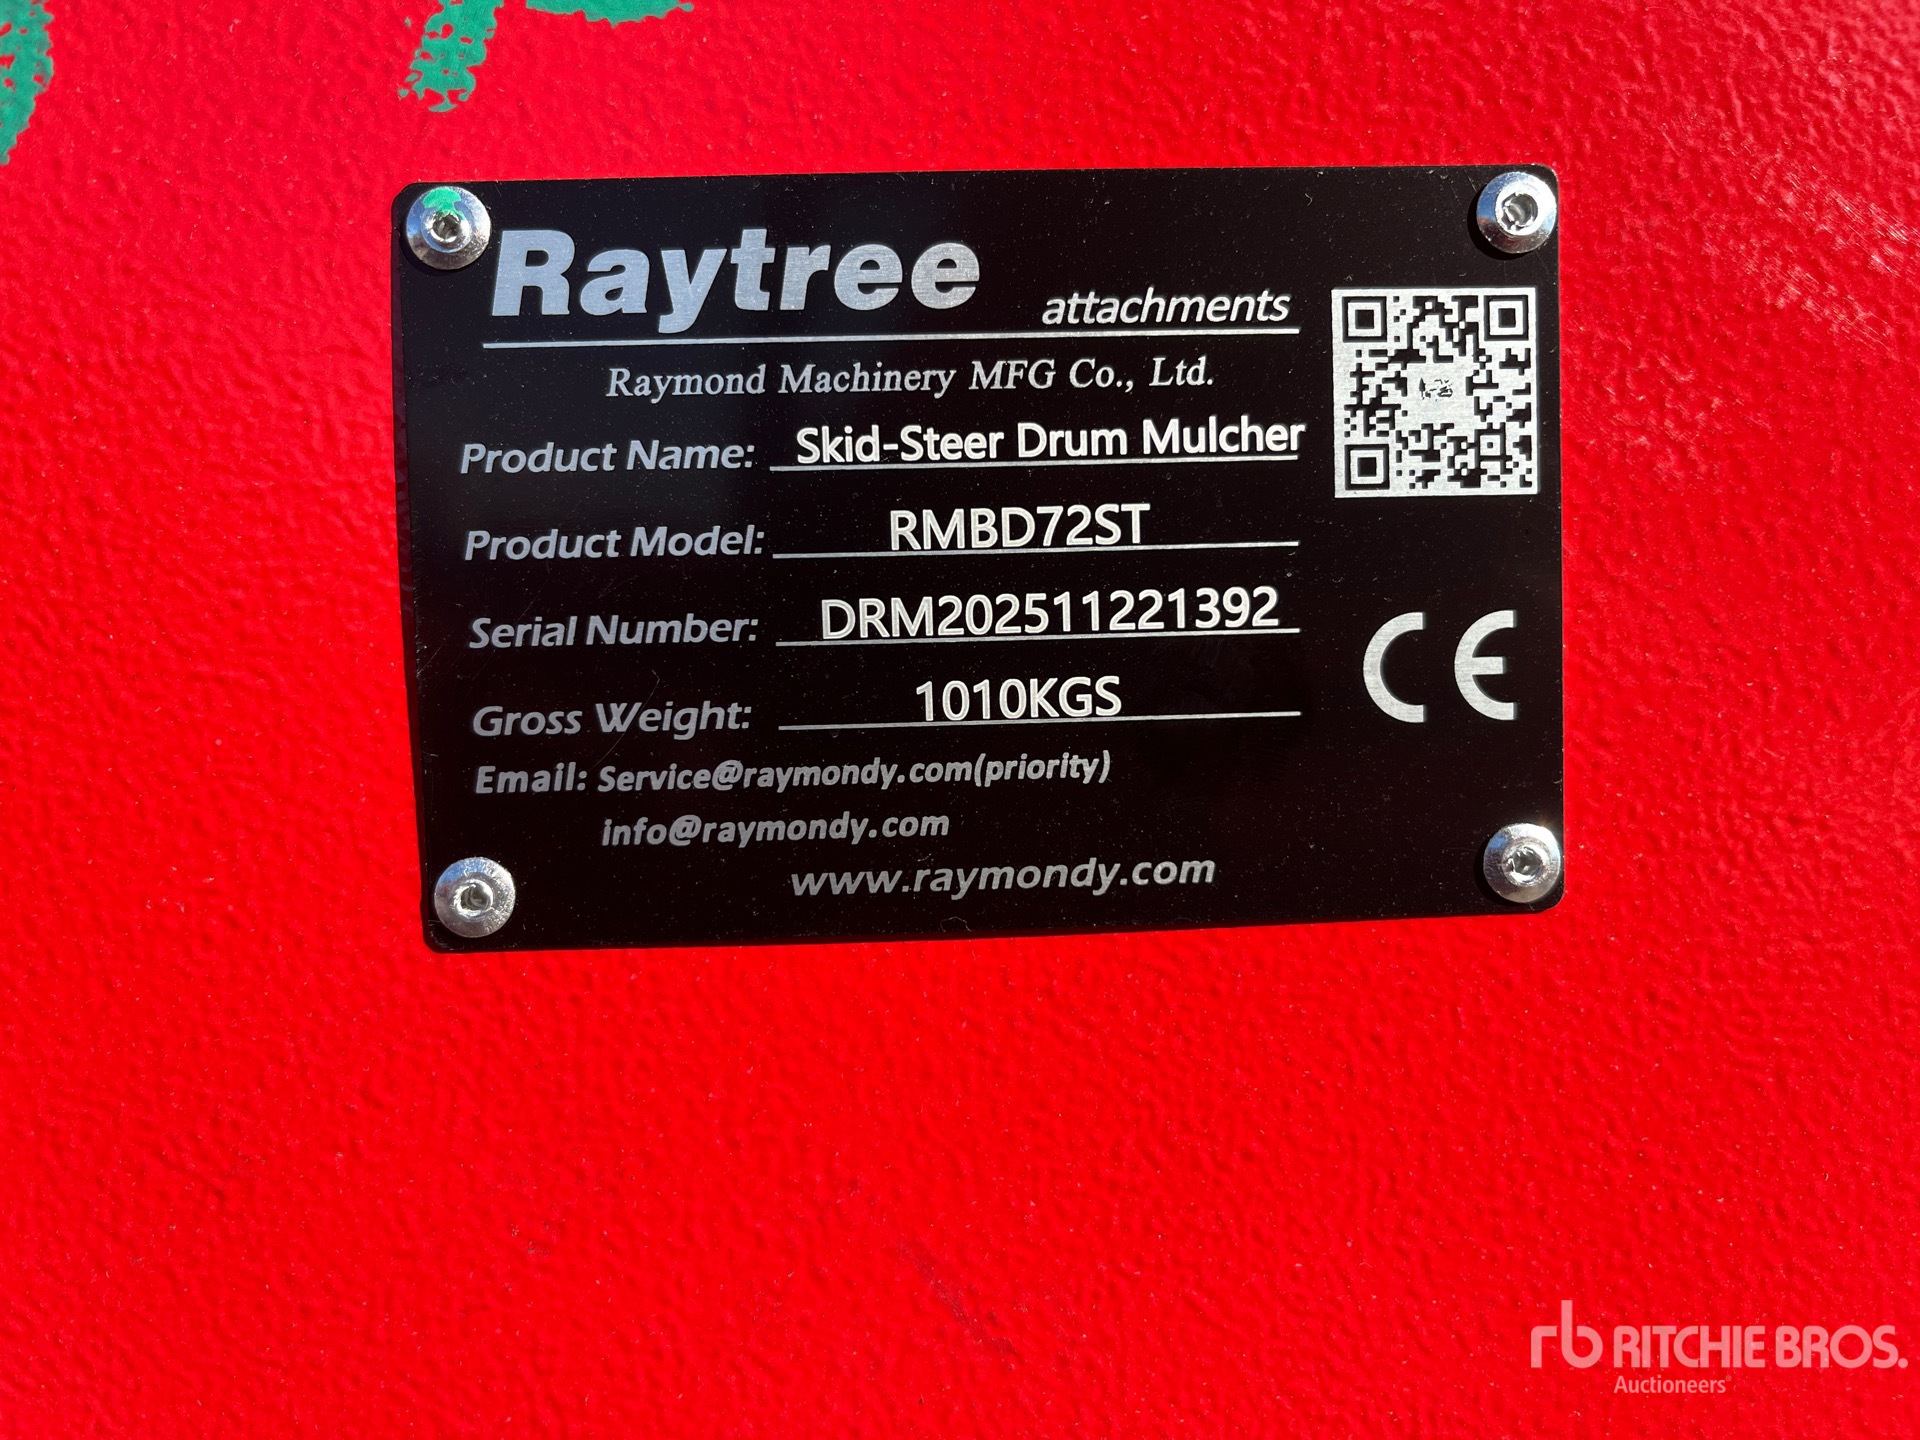 Raytree
attachments
Raymond Machinery MFG Co., Ltd.
Product Name: Skid-Steer Drum Mulcher
Product Model: RMBD72ST
Serial Number: DRM202511221392
Gross Weight: 1010KGS
Email: Service@raymondy.com(priority)
info@raymondy.com
www.raymondy.com
CE
rb RITCHIE BROS.
Auctioneers